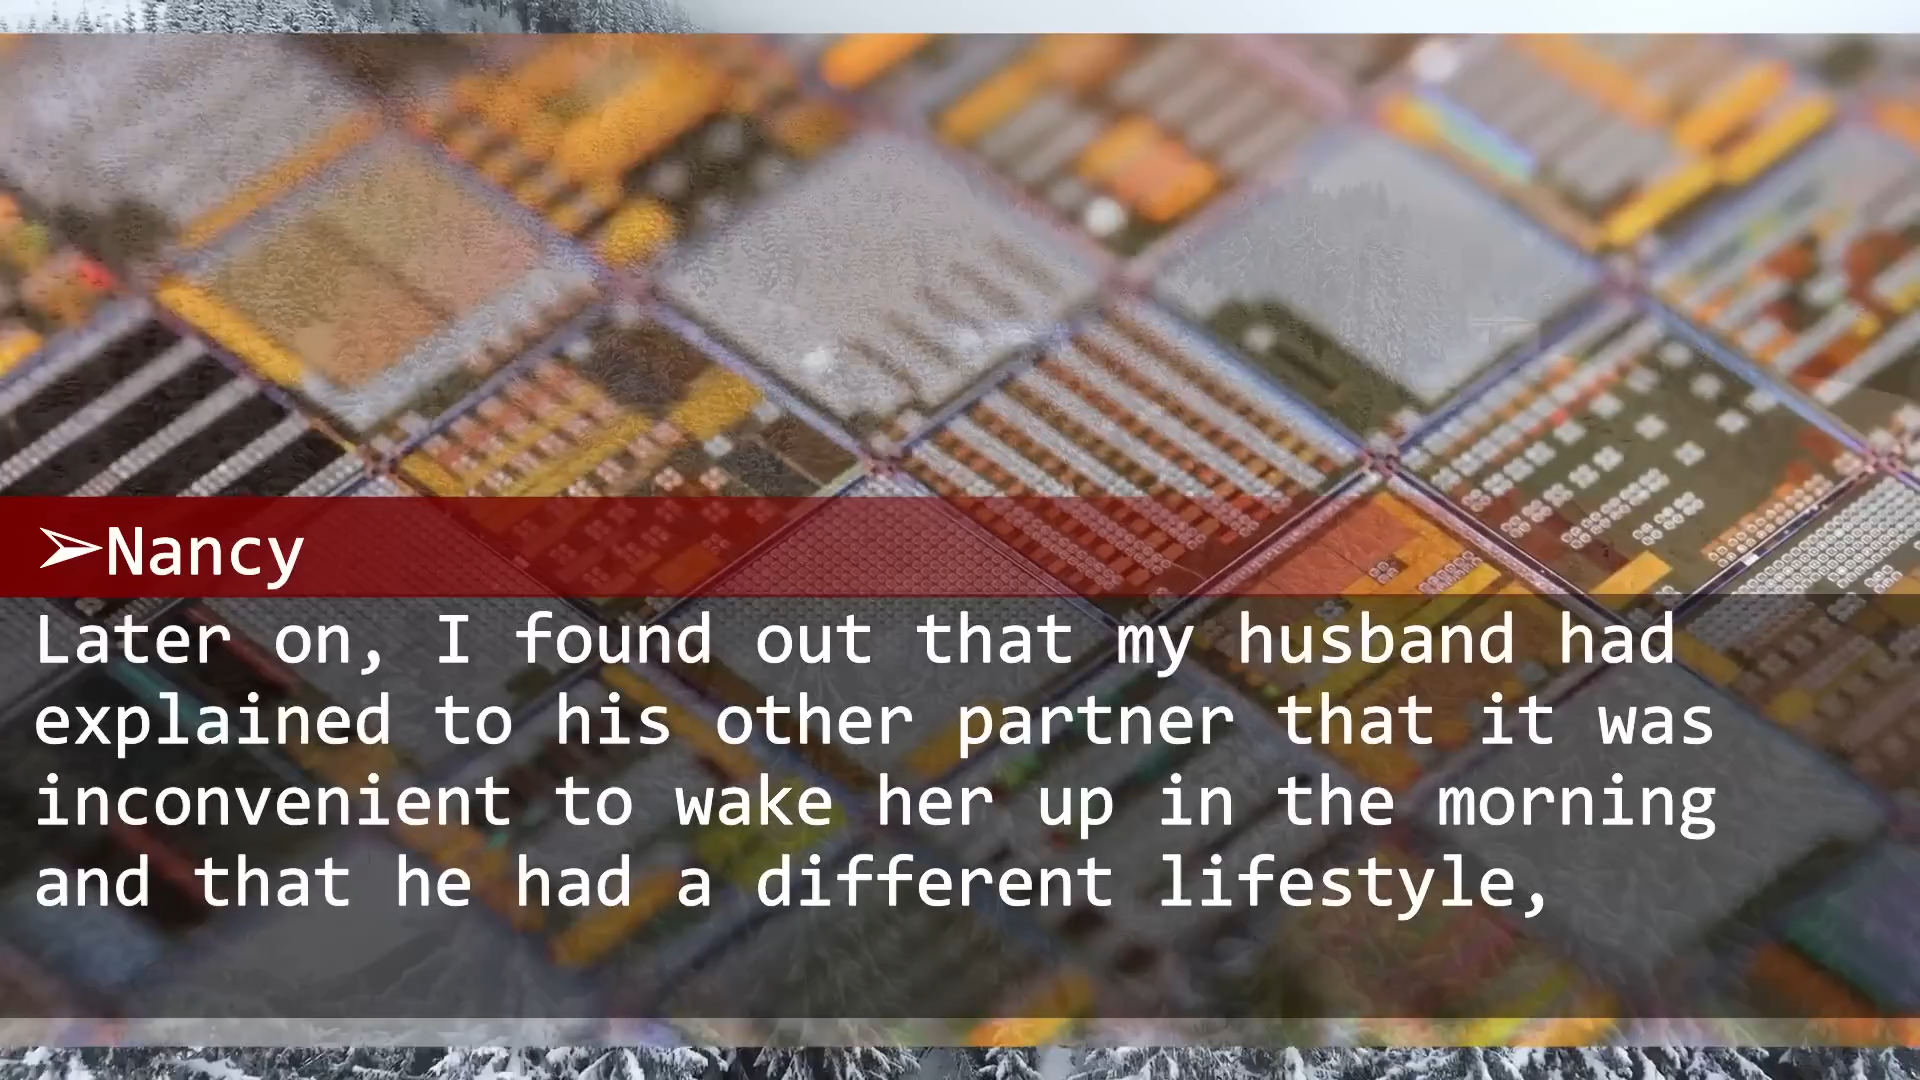 ➢Nancy
Later on, I found out that my husband had
explained to his other partner that it was
inconvenient to wake her up in the morning
and that he had a different lifestyle,